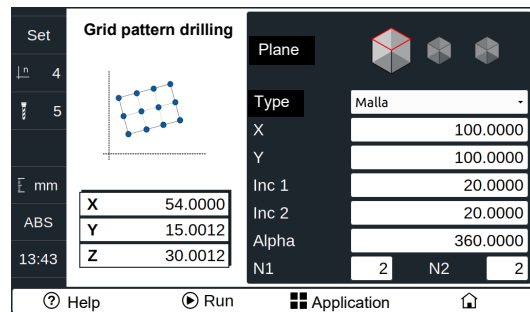 Set
n 4
5
mm
ABS
13:43
Grid pattern drilling
X 54.0000
Y 15.0012
Z 30.0012
Plane
Type Malla
X 100.0000
Y 100.0000
Inc 1 20.0000
Inc 2 20.0000
Alpha 360.0000
N1 2 N2 2
? Help
Run
Application